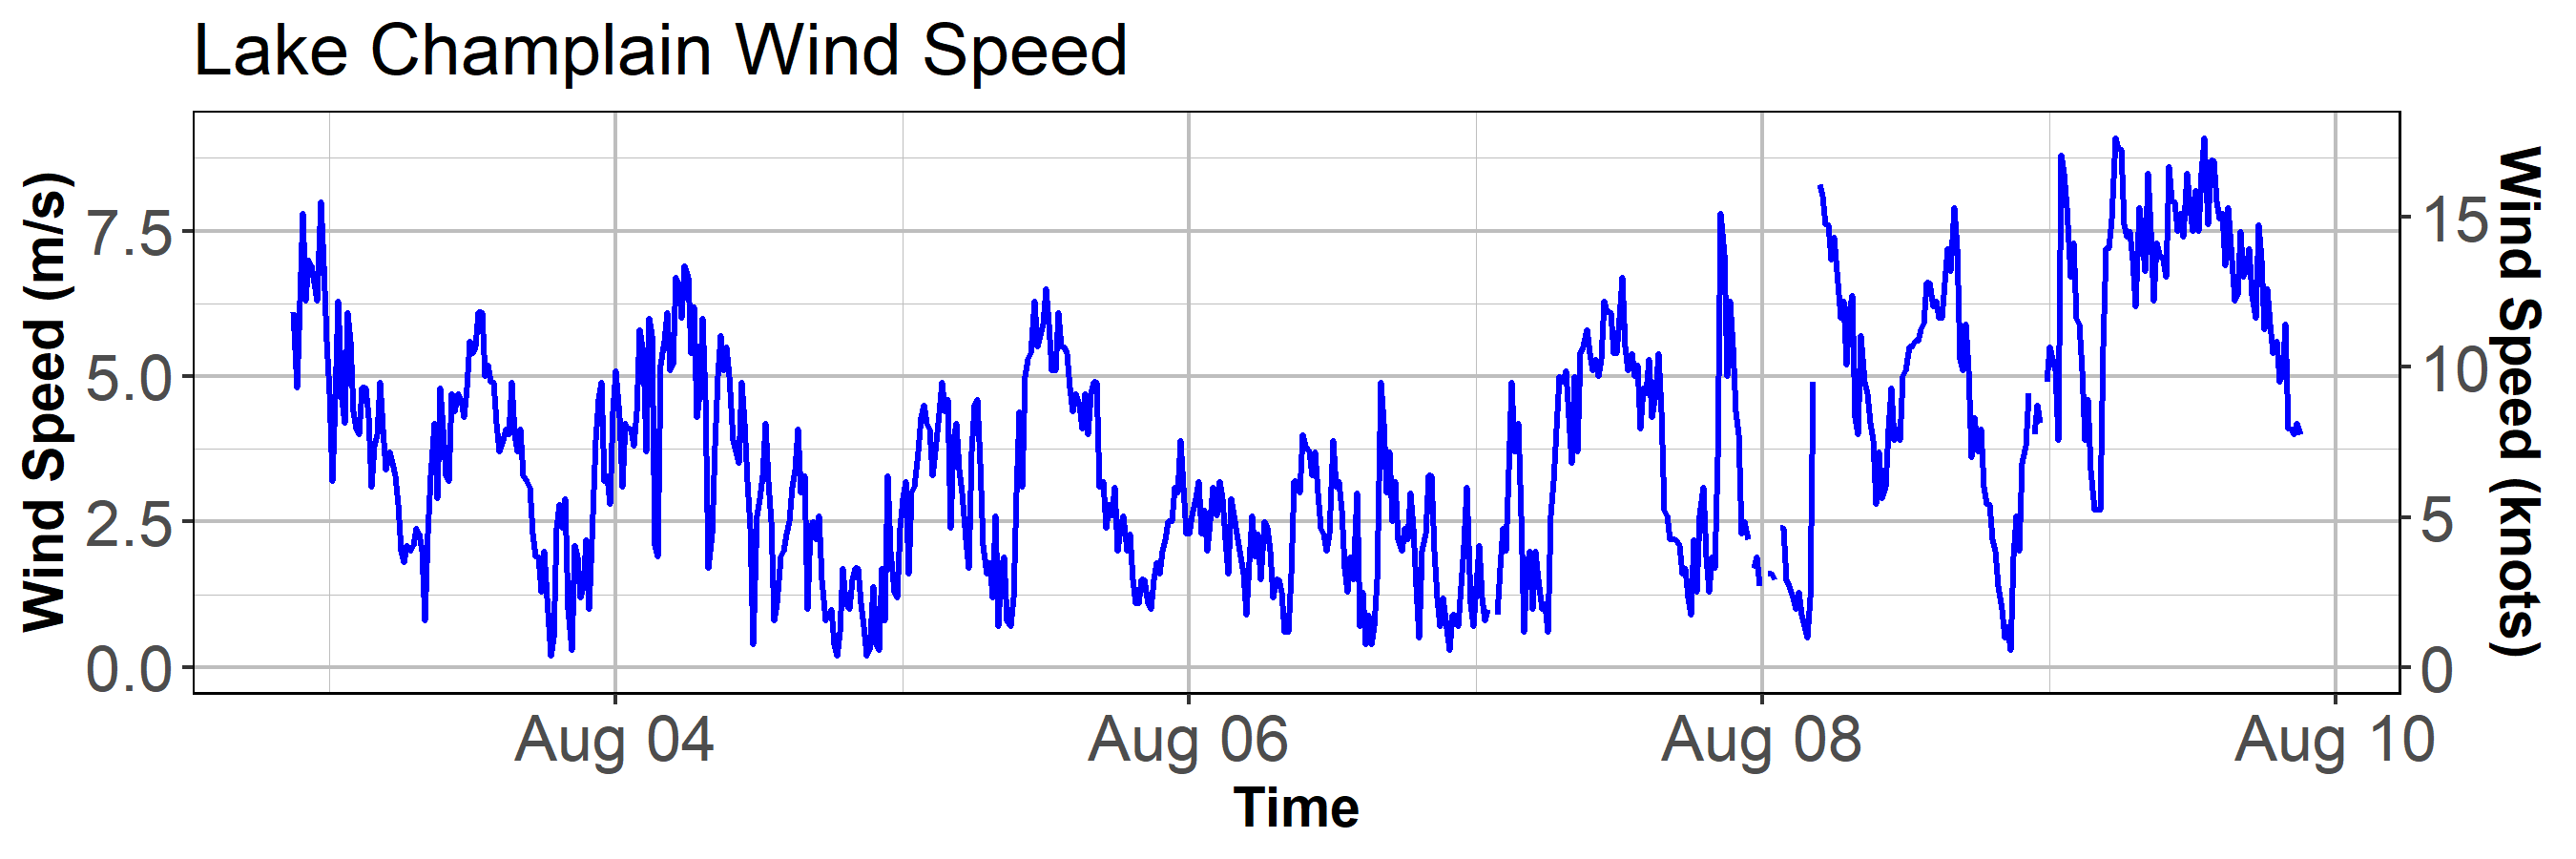 Lake Champlain Wind Speed
Wind Speed (m/s)
7.5
5.0
2.5
0.0
15
10
5
0
Wind Speed (knots)
Aug 04
Aug 06
Aug 08
Aug 10
Time